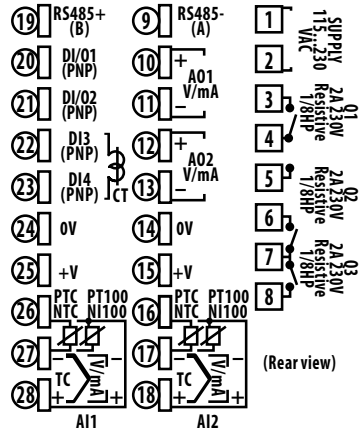 19 RS485+ (B)
20 DI/O1 (PNP)
21 DI/O2 (PNP)
22 DI3 (PNP)
23 DI4 (PNP)
CT
24 0V
25 +V
26 PTC NTC PT100 NI100
27 −
28 + TC V/mA − +
AI1
9 RS485- (A)
10 +
AO1 V/mA
11 −
12 +
AO2 V/mA
13 −
14 0V
15 +V
16 PTC NTC PT100 NI100
17 −
18 + TC V/mA − +
AI2
1
2
SUPPLY 115...230 VAC
3
4
Q1 2A 230V Resistive 1/8HP
5
6
Q2 2A 230V Resistive 1/8HP
7
8
Q3 2A 230V Resistive 1/8HP
(Rear view)